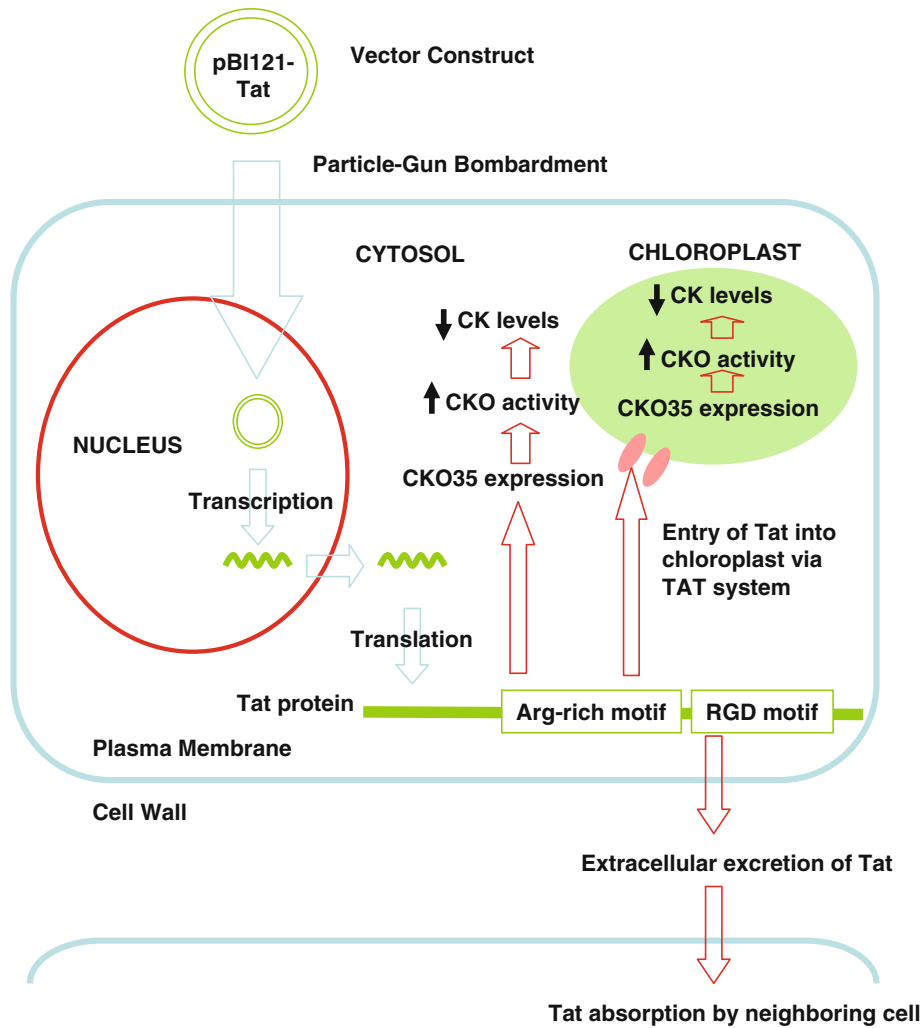 pBI121-
Tat
Vector Construct
Particle-Gun Bombardment
CYTOSOL
CHLOROPLAST
CK levels
CKO activity
CKO35 expression
CK levels
CKO activity
CKO35 expression
NUCLEUS
Transcription
Entry of Tat into
chloroplast via
TAT system
Translation
Tat protein
Arg-rich motif
RGD motif
Plasma Membrane
Cell Wall
Extracellular excretion of Tat
Tat absorption by neighboring cell